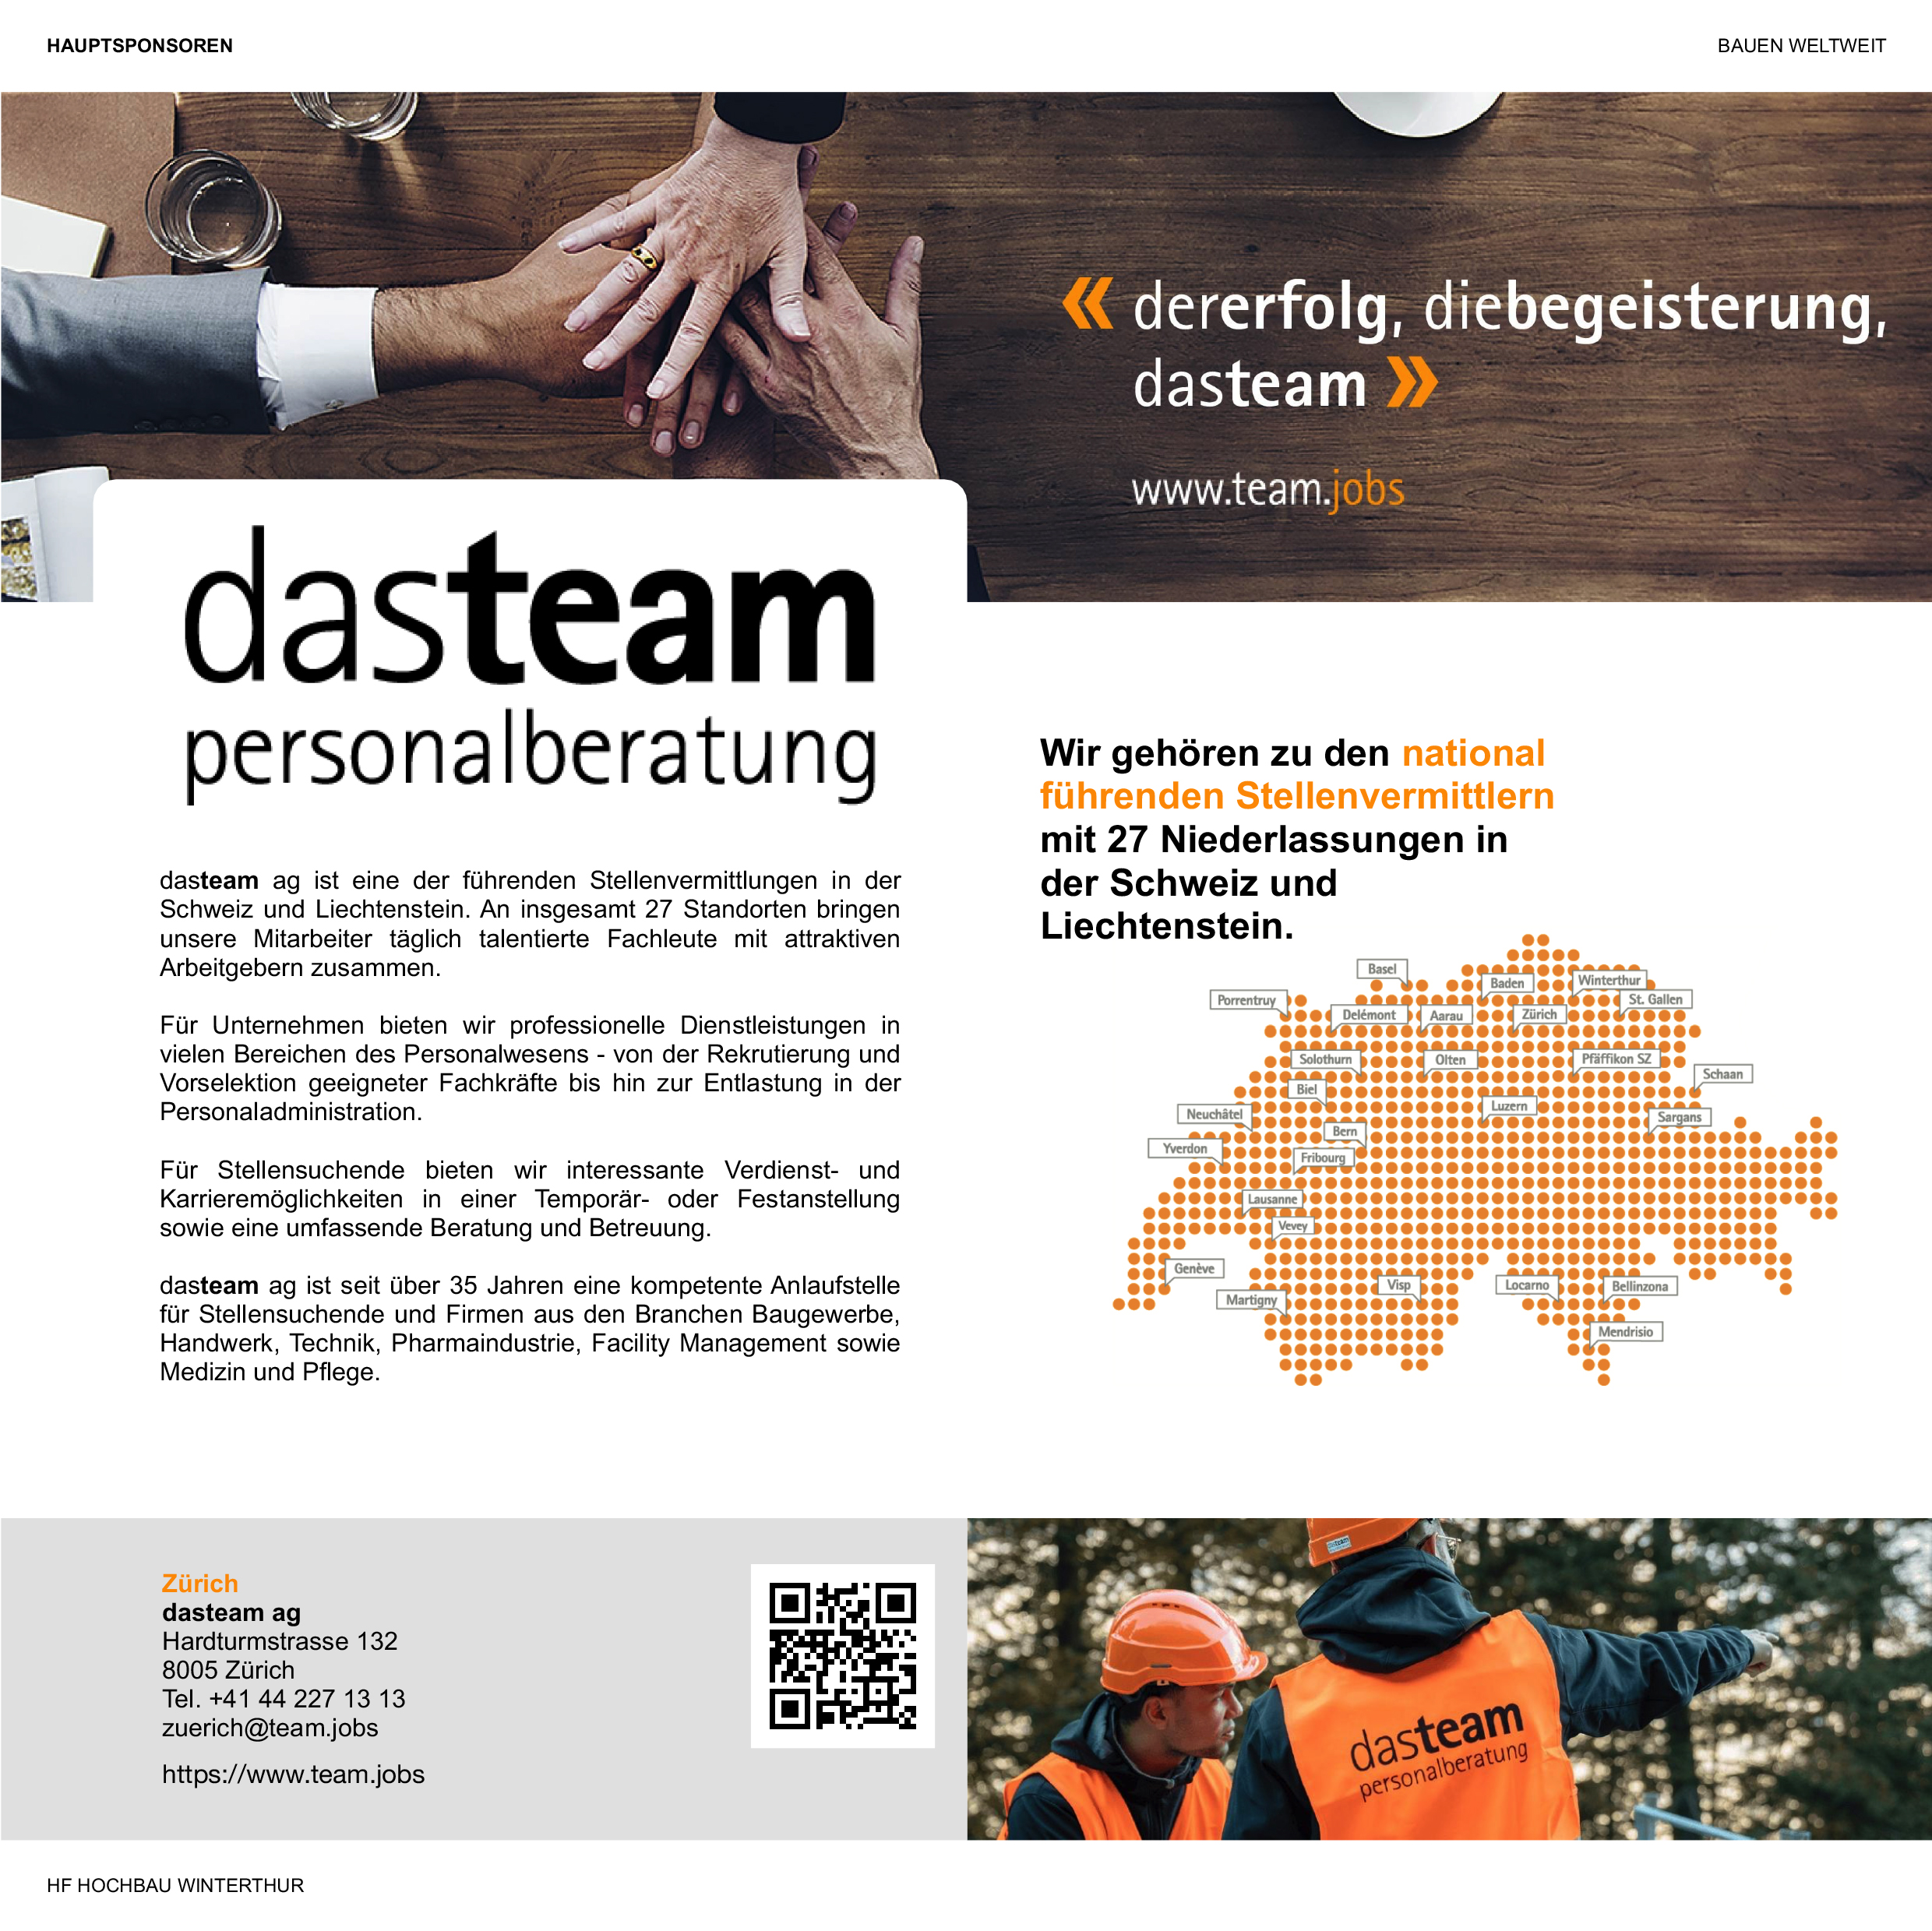 HAUPTSPONSOREN
BAUEN WELTWEIT
« dererfolg, diebegeisterung,
dasteam »
www.team.jobs
dasteam
personalberatung
dasteam ag ist eine der führenden Stellenvermittlungen in der
Schweiz und Liechtenstein. An insgesamt 27 Standorten bringen
unsere Mitarbeiter täglich talentierte Fachleute mit attraktiven
Arbeitgebern zusammen.
Für Unternehmen bieten wir professionelle Dienstleistungen in
vielen Bereichen des Personalwesens - von der Rekrutierung und
Vorselektion geeigneter Fachkräfte bis hin zur Entlastung in der
Personaladministration.
Für Stellensuchende bieten wir interessante Verdienst- und
Karrieremöglichkeiten in einer Temporär- oder Festanstellung
sowie eine umfassende Beratung und Betreuung.
dasteam ag ist seit über 35 Jahren eine kompetente Anlaufstelle
für Stellensuchende und Firmen aus den Branchen Baugewerbe,
Handwerk, Technik, Pharmaindustrie, Facility Management sowie
Medizin und Pflege.
Wir gehören zu den national
führenden Stellenvermittlern
mit 27 Niederlassungen in
der Schweiz und
Liechtenstein.
Basel
Baden
Winterthur
Porrentruy
St. Gallen
Delémont
Aarau
Zürich
Solothurn
Olten
Pfäffikon SZ
Schaan
Biel
Luzern
Neuchâtel
Sargans
Bern
Yverdon
Fribourg
Lausanne
Vevey
Genève
Visp
Locarno
Bellinzona
Martigny
Mendrisio
Zürich
dasteam ag
Hardturmstrasse 132
8005 Zürich
Tel. +41 44 227 13 13
zuerich@team.jobs
https://www.team.jobs
dasteam
dasteam
personalberatung
HF HOCHBAU WINTERTHUR